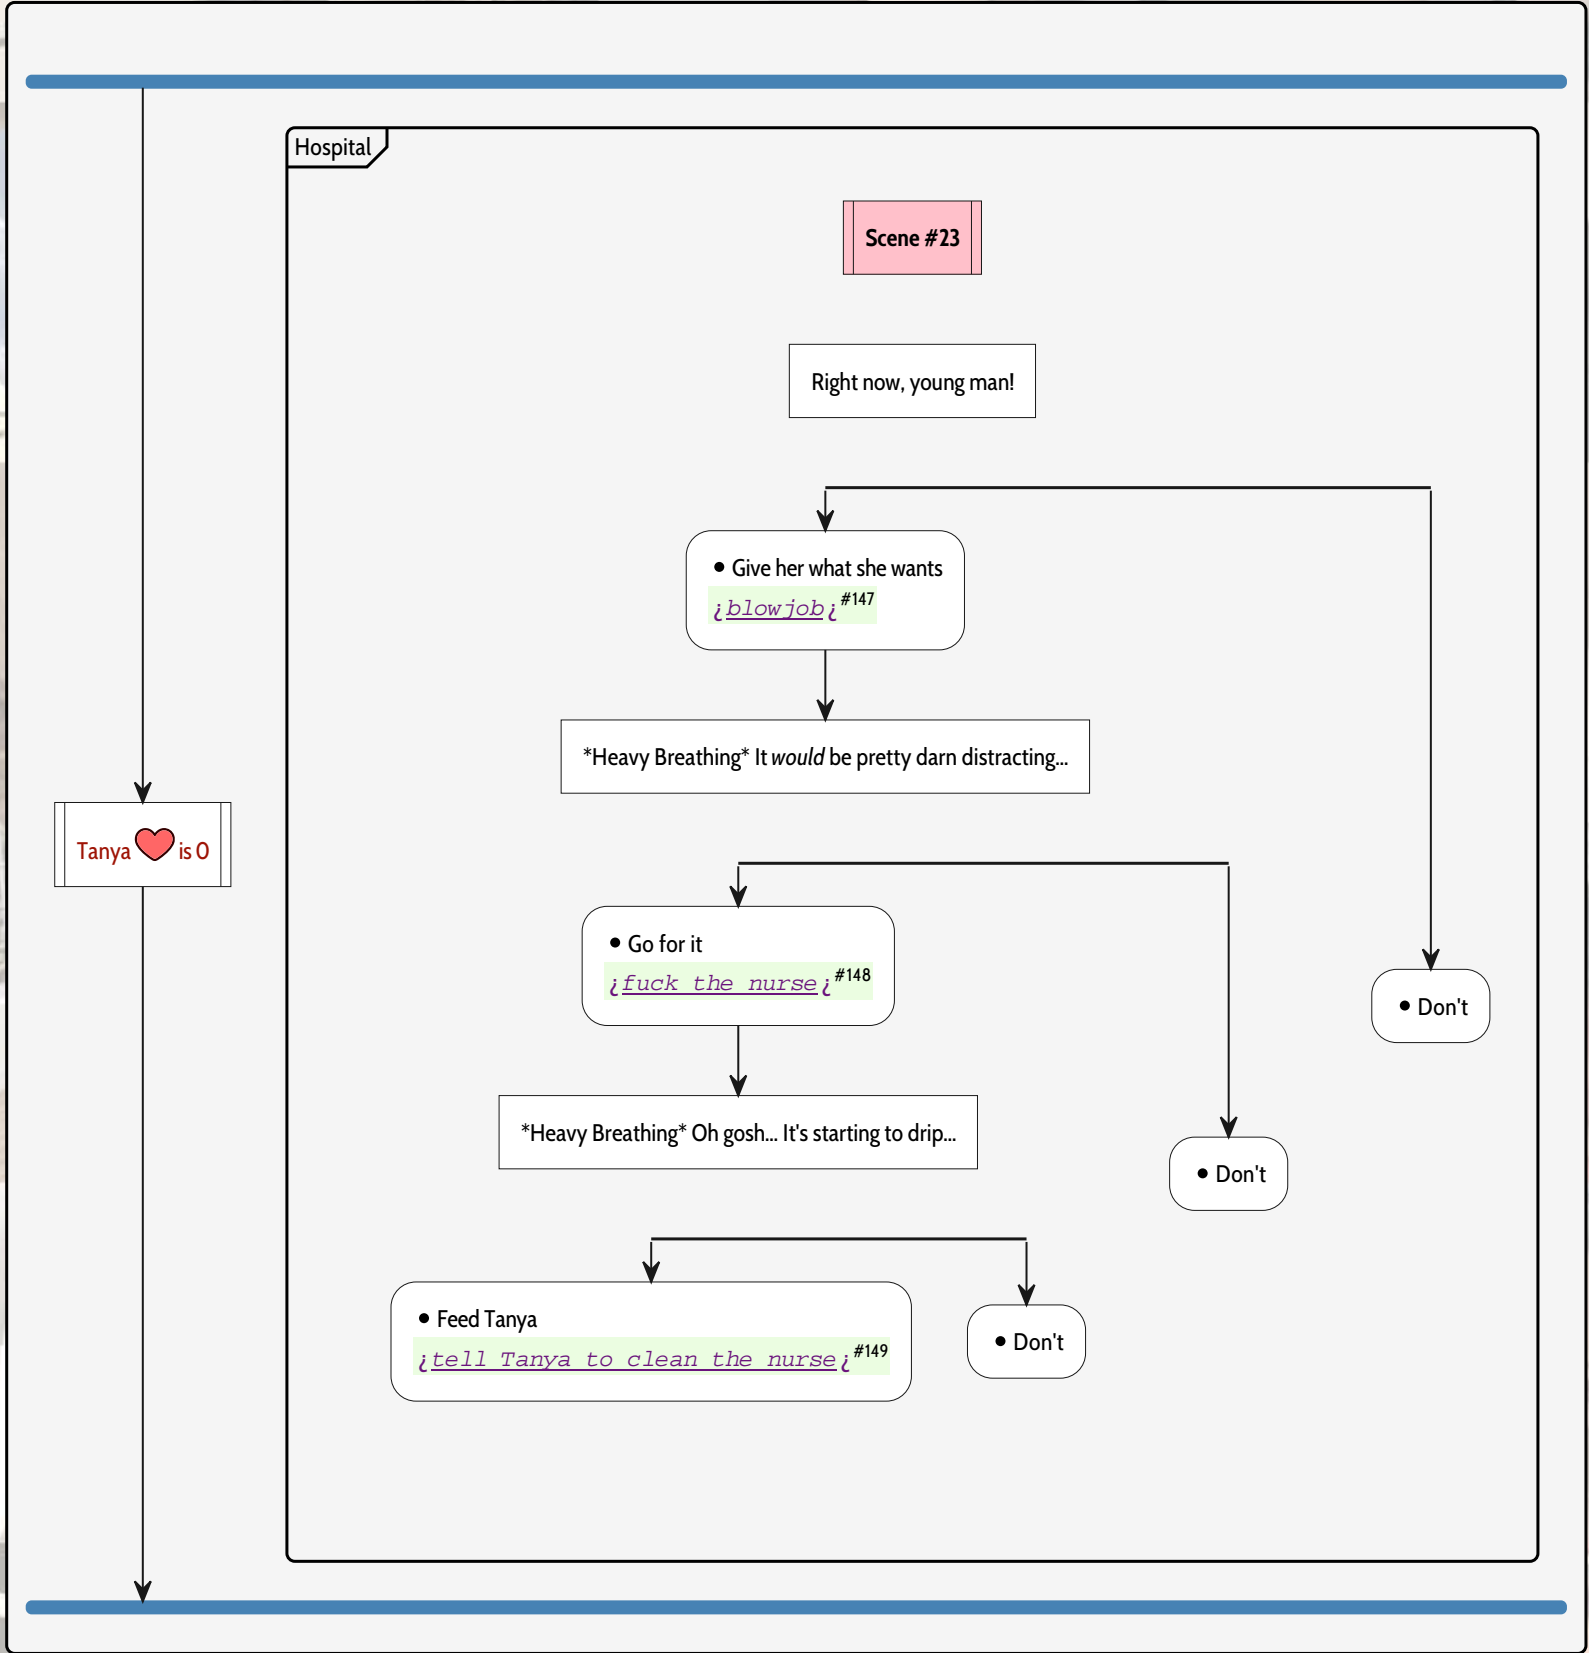 Hospital
Scene #23
Right now, young man!
• Give her what she wants
¿blowjob¿#147
*Heavy Breathing* It would be pretty darn distracting...
Tanya ❤ is 0
• Go for it
¿fuck the nurse¿#148
• Don't
*Heavy Breathing* Oh gosh... It's starting to drip...
• Don't
• Feed Tanya
¿tell Tanya to clean the nurse¿#149
• Don't